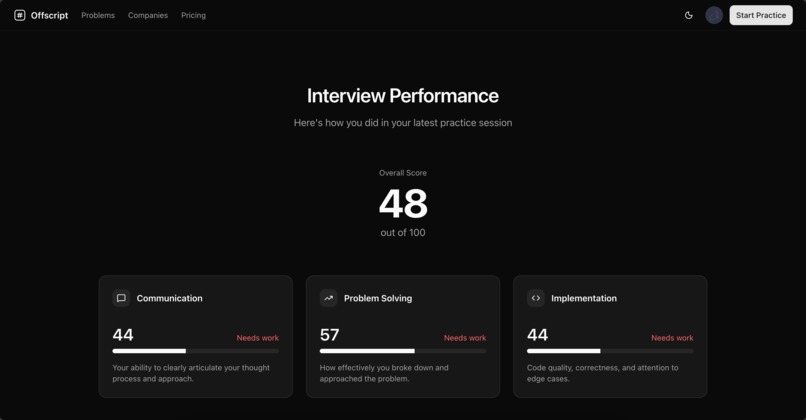 Offscript Problems Companies Pricing Start Practice
Interview Performance
Here's how you did in your latest practice session
Overall Score
48
out of 100
Communication
44 Needs work
Your ability to clearly articulate your thought
process and approach.
Problem Solving
57 Needs work
How effectively you broke down and
approached the problem.
Implementation
44 Needs work
Code quality, correctness, and attention to
edge cases.